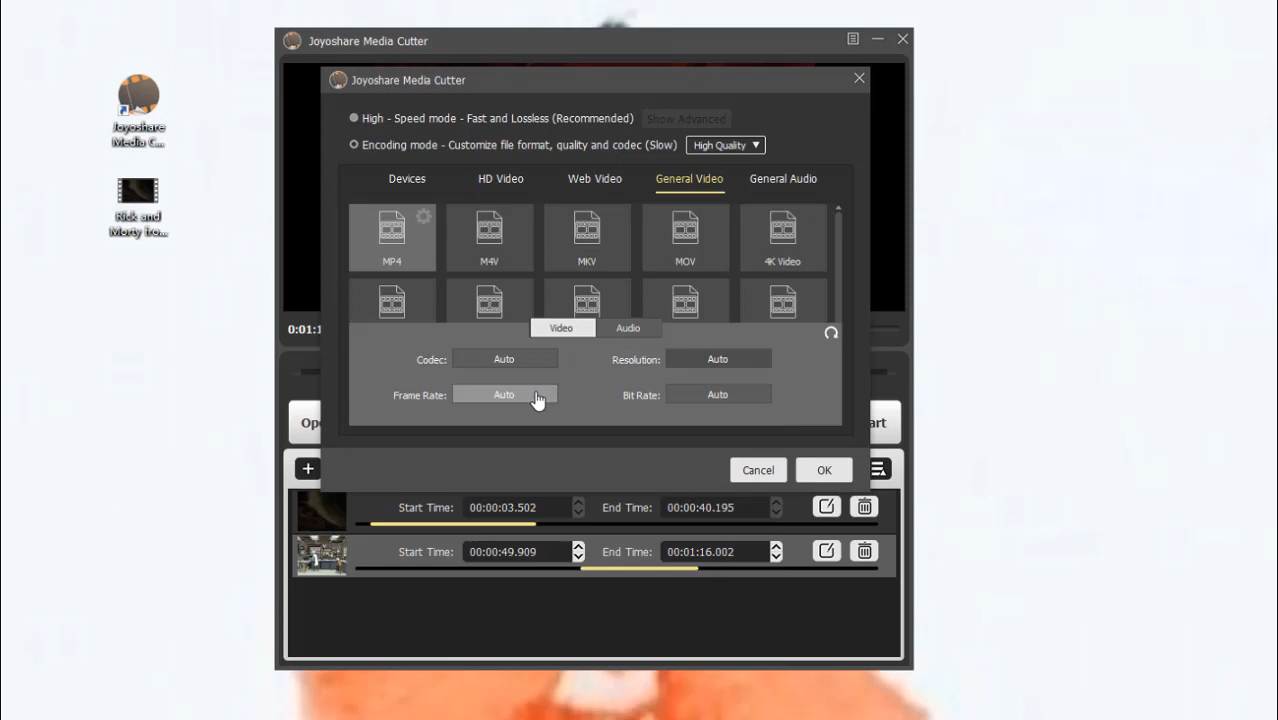 Joyoshare Media Cutter
Joyoshare Media Cutter
High - Speed mode - Fast and Lossless (Recommended)
Show Advanced
Encoding mode - Customize file format, quality and codec (Slow)
High Quality
Devices
HD Video
Web Video
General Video
General Audio
MP4
M4V
MKV
MOV
4K Video
Video
Audio
Codec:
Auto
Resolution:
Auto
Frame Rate:
Auto
Bit Rate:
Auto
Cancel
OK
0:01:1
Op
art
Start Time:
00:00:03.502
End Time:
00:00:40.195
Start Time:
00:00:49.909
End Time:
00:01:16.002
Joyoshare
Media C...
Rick and
Morty fro...